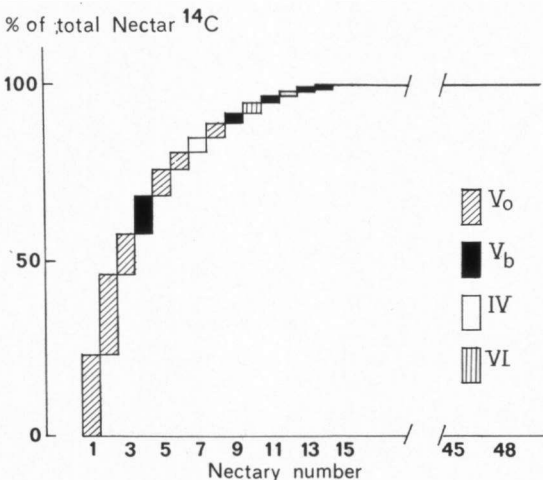 % of total Nectar ¹⁴C
100
50
0
V₀
V_b
IV
VI
1 3 5 7 9 11 13 15 45 48
Nectary number